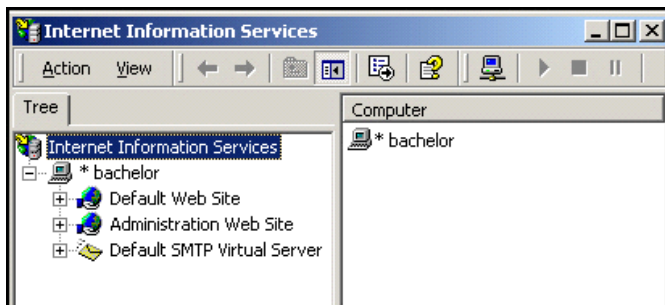 Internet Information Services
Action View
Tree
Computer
Internet Information Services
* bachelor
* bachelor
Default Web Site
Administration Web Site
Default SMTP Virtual Server